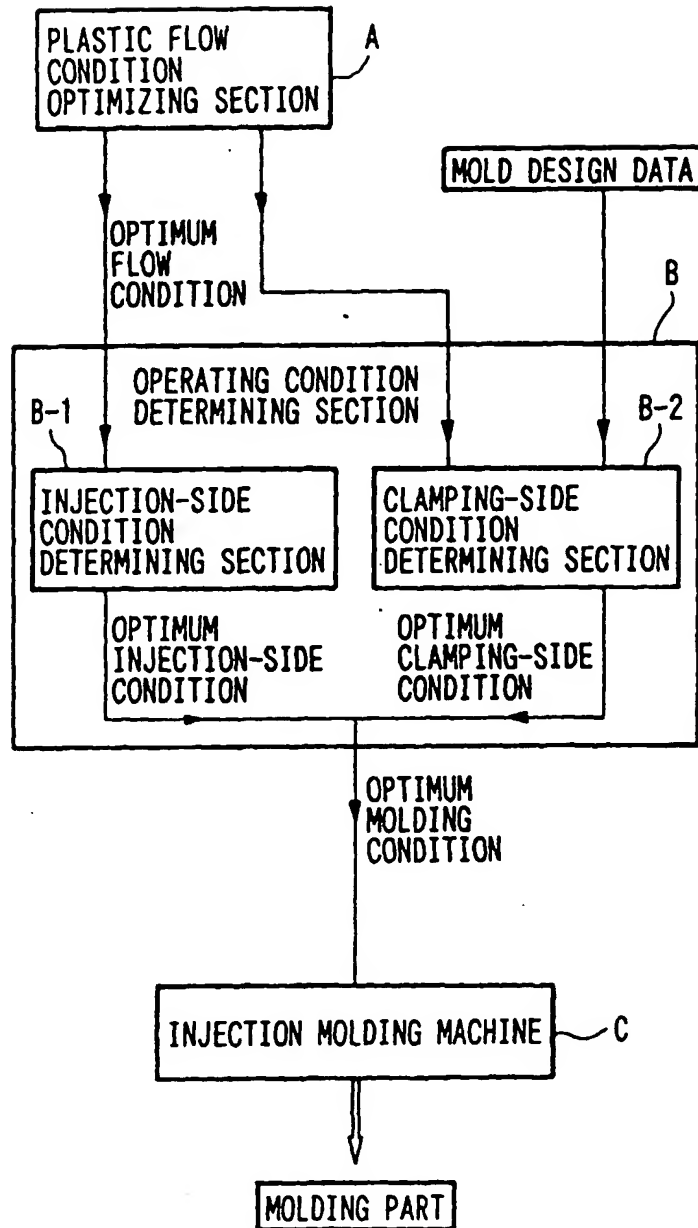 PLASTIC FLOW
CONDITION
OPTIMIZING SECTION
A
MOLD DESIGN DATA
OPTIMUM
FLOW
CONDITION
B
OPERATING CONDITION
DETERMINING SECTION
B-1
B-2
INJECTION-SIDE
CONDITION
DETERMINING SECTION
CLAMPING-SIDE
CONDITION
DETERMINING SECTION
OPTIMUM
INJECTION-SIDE
CONDITION
OPTIMUM
CLAMPING-SIDE
CONDITION
OPTIMUM
MOLDING
CONDITION
INJECTION MOLDING MACHINE
C
MOLDING PART